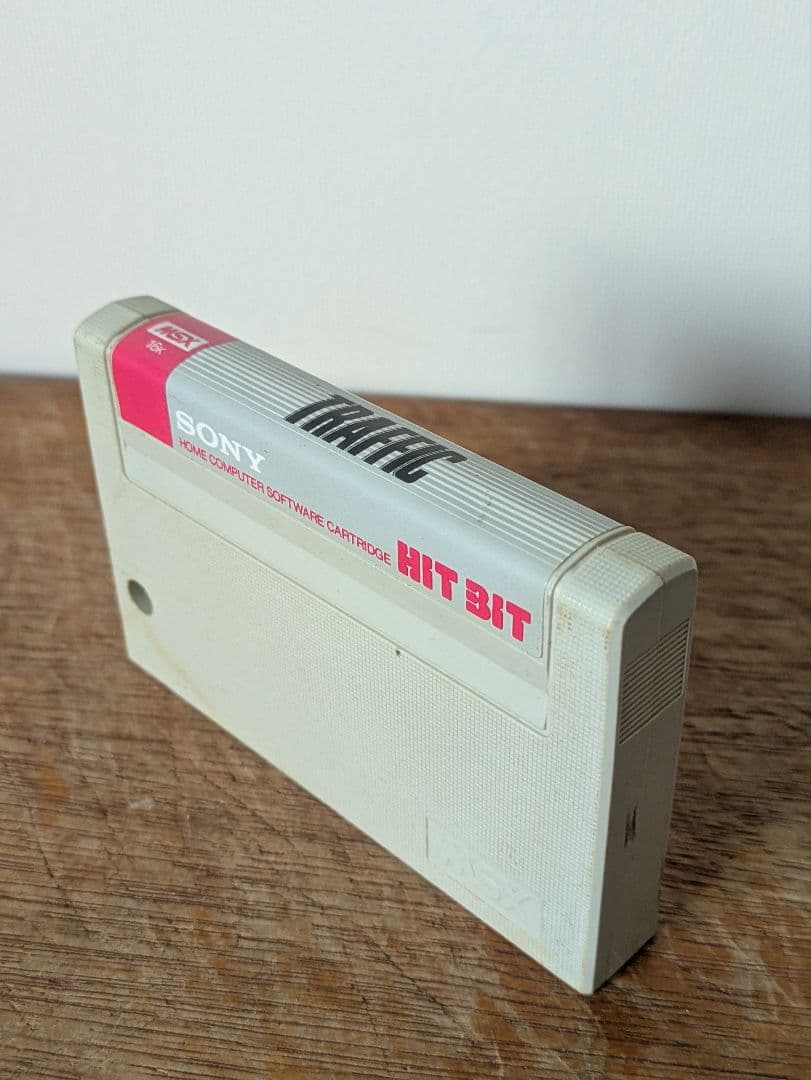 MSX
16K
TRAFFIC
SONY
HOME COMPUTER SOFTWARE CARTRIDGE
HIT BIT
MSX